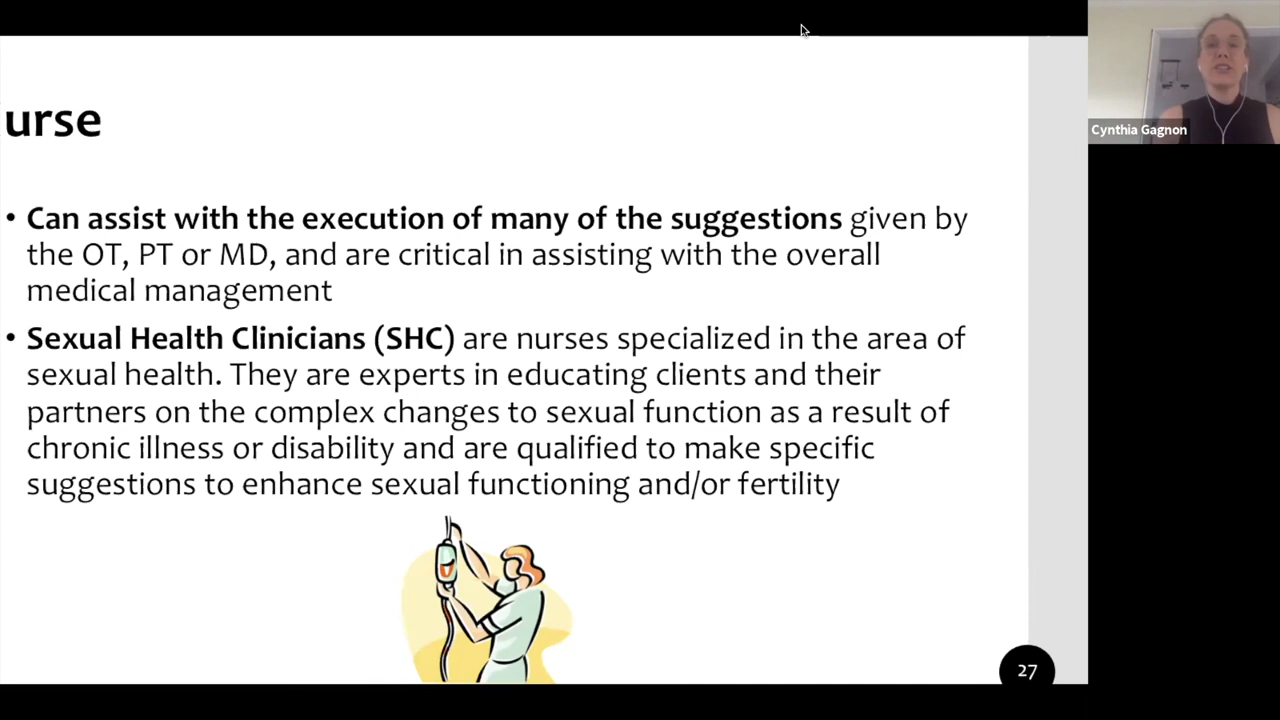 urse
• Can assist with the execution of many of the suggestions given by
the OT, PT or MD, and are critical in assisting with the overall
medical management
• Sexual Health Clinicians (SHC) are nurses specialized in the area of
sexual health. They are experts in educating clients and their
partners on the complex changes to sexual function as a result of
chronic illness or disability and are qualified to make specific
suggestions to enhance sexual functioning and/or fertility
27
Cynthia Gagnon